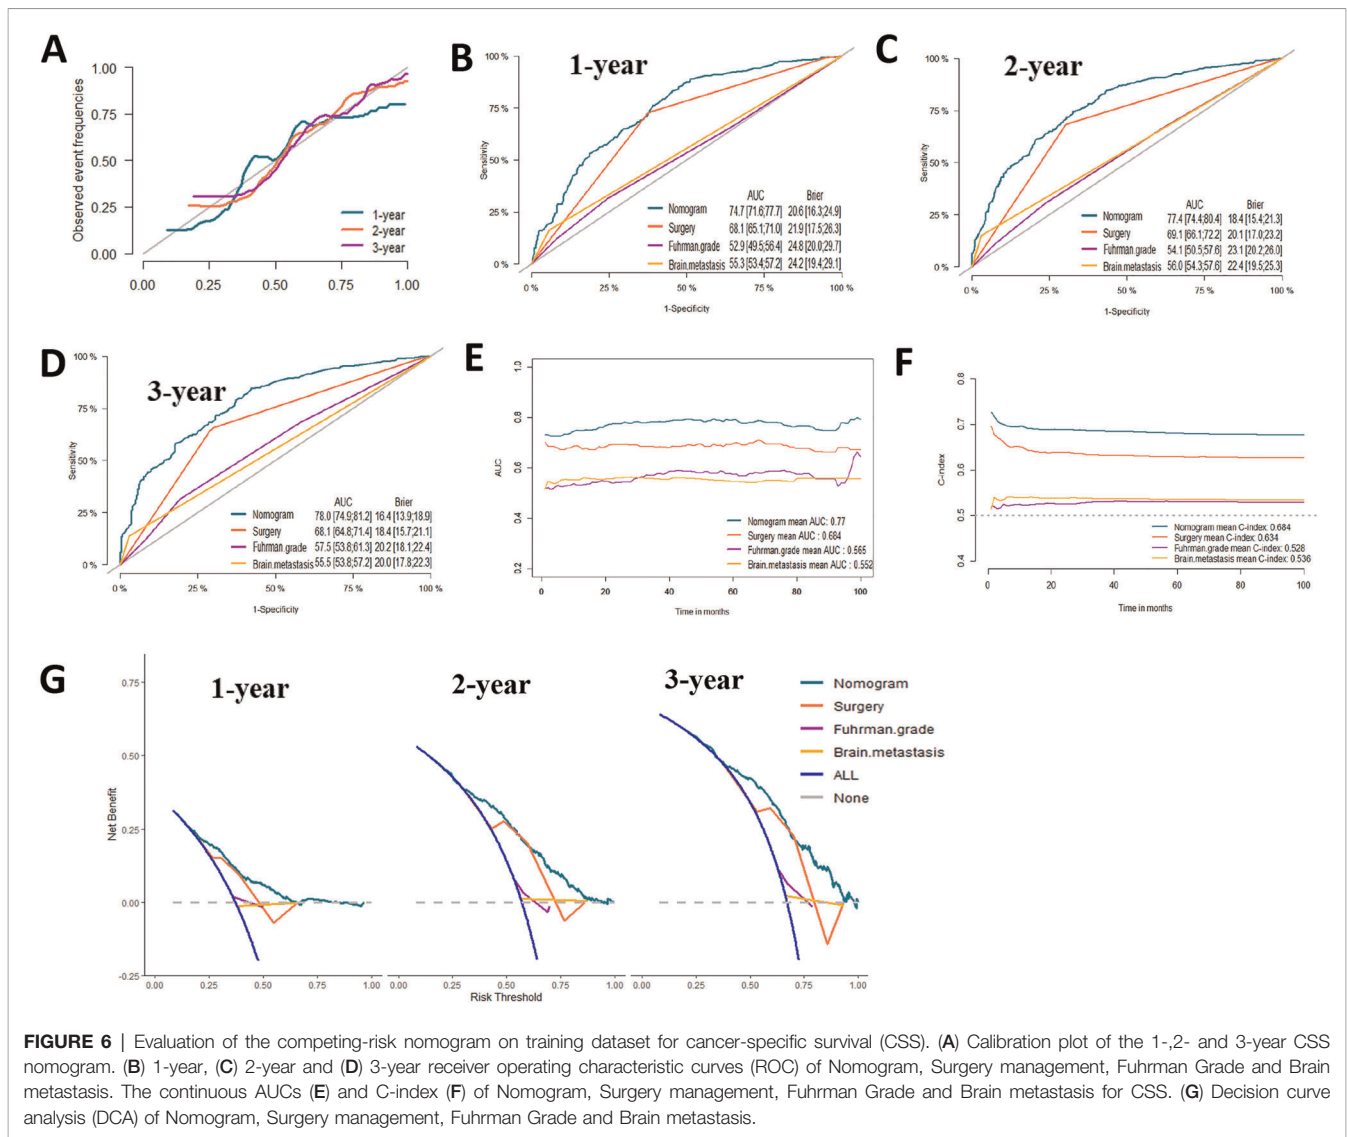 A
1.00
0.75
0.50
0.25
0.00
Observed event frequencies
1-year
2-year
3-year
0.00 0.25 0.50 0.75 1.00
B
1-year
100 %
75 %
50 %
25 %
0 %
Sensitivity
AUC Brier
Nomogram 74.7 [71.6;77.7] 20.6 [16.3;24.9]
Surgery 68.1 [65.1;71.0] 21.9 [17.5;26.3]
Fuhrman.grade 52.9 [49.5;56.4] 24.8 [20.0;29.7]
Brain.metastasis 55.3 [53.4;57.2] 24.2 [19.4;29.1]
0 % 25 % 50 % 75 % 100 %
1-Specificity
C
2-year
100 %
75 %
50 %
25 %
0 %
Sensitivity
AUC Brier
Nomogram 77.4 [74.4;80.4] 18.4 [15.4;21.3]
Surgery 69.1 [66.1;72.2] 20.1 [17.0;23.2]
Fuhrman.grade 54.1 [50.5;57.6] 23.1 [20.2;26.0]
Brain.metastasis 56.0 [54.3;57.6] 22.4 [19.5;25.3]
0 % 25 % 50 % 75 % 100 %
1-Specificity
D
3-year
100 %
75 %
50 %
25 %
0 %
Sensitivity
AUC Brier
Nomogram 78.0 [74.9;81.2] 16.4 [13.9;18.9]
Surgery 68.1 [64.8;71.4] 18.4 [15.7;21.1]
Fuhrman.grade 57.5 [53.8;61.3] 20.2 [18.1;22.4]
Brain.metastasis 55.5 [53.8;57.2] 20.0 [17.8;22.3]
0 % 25 % 50 % 75 % 100 %
1-Specificity
E
1.0
0.8
0.6
0.4
0.2
AUC
Nomogram mean AUC: 0.77
Surgery mean AUC : 0.684
Fuhrman.grade mean AUC : 0.565
Brain.metastasis mean AUC : 0.552
0 20 40 60 80 100
Time in months
F
0.8
0.7
0.6
0.5
0.4
C-index
Nomogram mean C-index: 0.684
Surgery mean C-index: 0.634
Fuhrman.grade mean C-index: 0.528
Brain.metastasis mean C-index: 0.536
0 20 40 60 80 100
Time in months
G
1-year
2-year
3-year
0.75
0.50
0.25
0.00
-0.25
Net Benefit
Nomogram
Surgery
Fuhrman.grade
Brain.metastasis
ALL
None
0.00 0.25 0.50 0.75 1.00 0.00 0.25 0.50 0.75 1.00 0.00 0.25 0.50 0.75 1.00
Risk Threshold
FIGURE 6 | Evaluation of the competing-risk nomogram on training dataset for cancer-specific survival (CSS). (A) Calibration plot of the 1-,2- and 3-year CSS
nomogram. (B) 1-year, (C) 2-year and (D) 3-year receiver operating characteristic curves (ROC) of Nomogram, Surgery management, Fuhrman Grade and Brain
metastasis. The continuous AUCs (E) and C-index (F) of Nomogram, Surgery management, Fuhrman Grade and Brain metastasis for CSS. (G) Decision curve
analysis (DCA) of Nomogram, Surgery management, Fuhrman Grade and Brain metastasis.